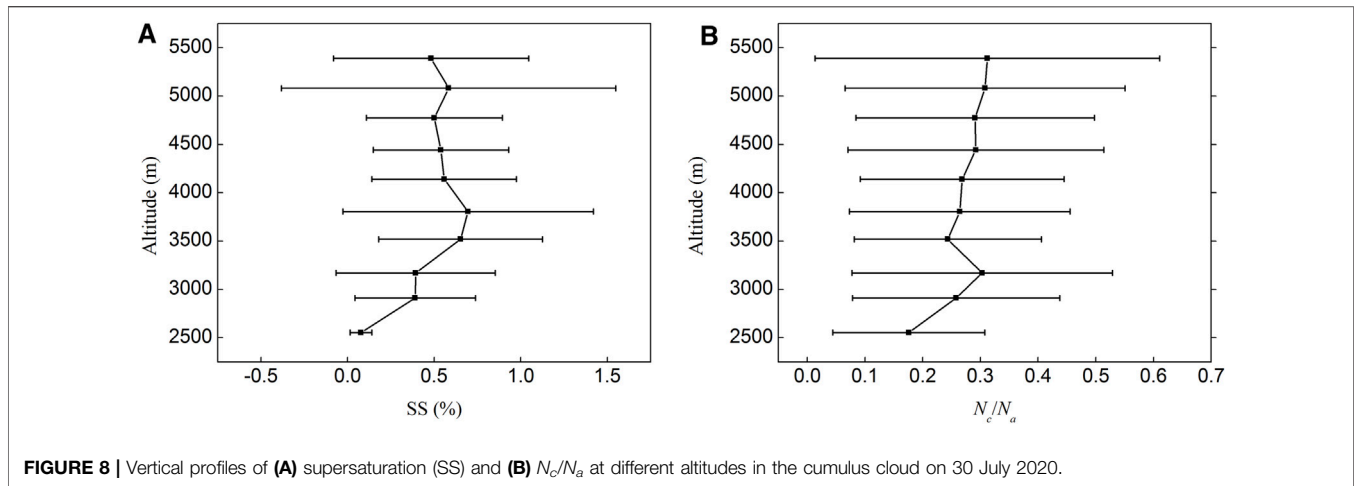 A
5500
5000
4500
4000
3500
3000
2500
Altitude (m)
-0.5 0.0 0.5 1.0 1.5
SS (%)
B
5500
5000
4500
4000
3500
3000
2500
Altitude (m)
0.0 0.1 0.2 0.3 0.4 0.5 0.6 0.7
Nc/Na
FIGURE 8 | Vertical profiles of (A) supersaturation (SS) and (B) Nc/Na at different altitudes in the cumulus cloud on 30 July 2020.